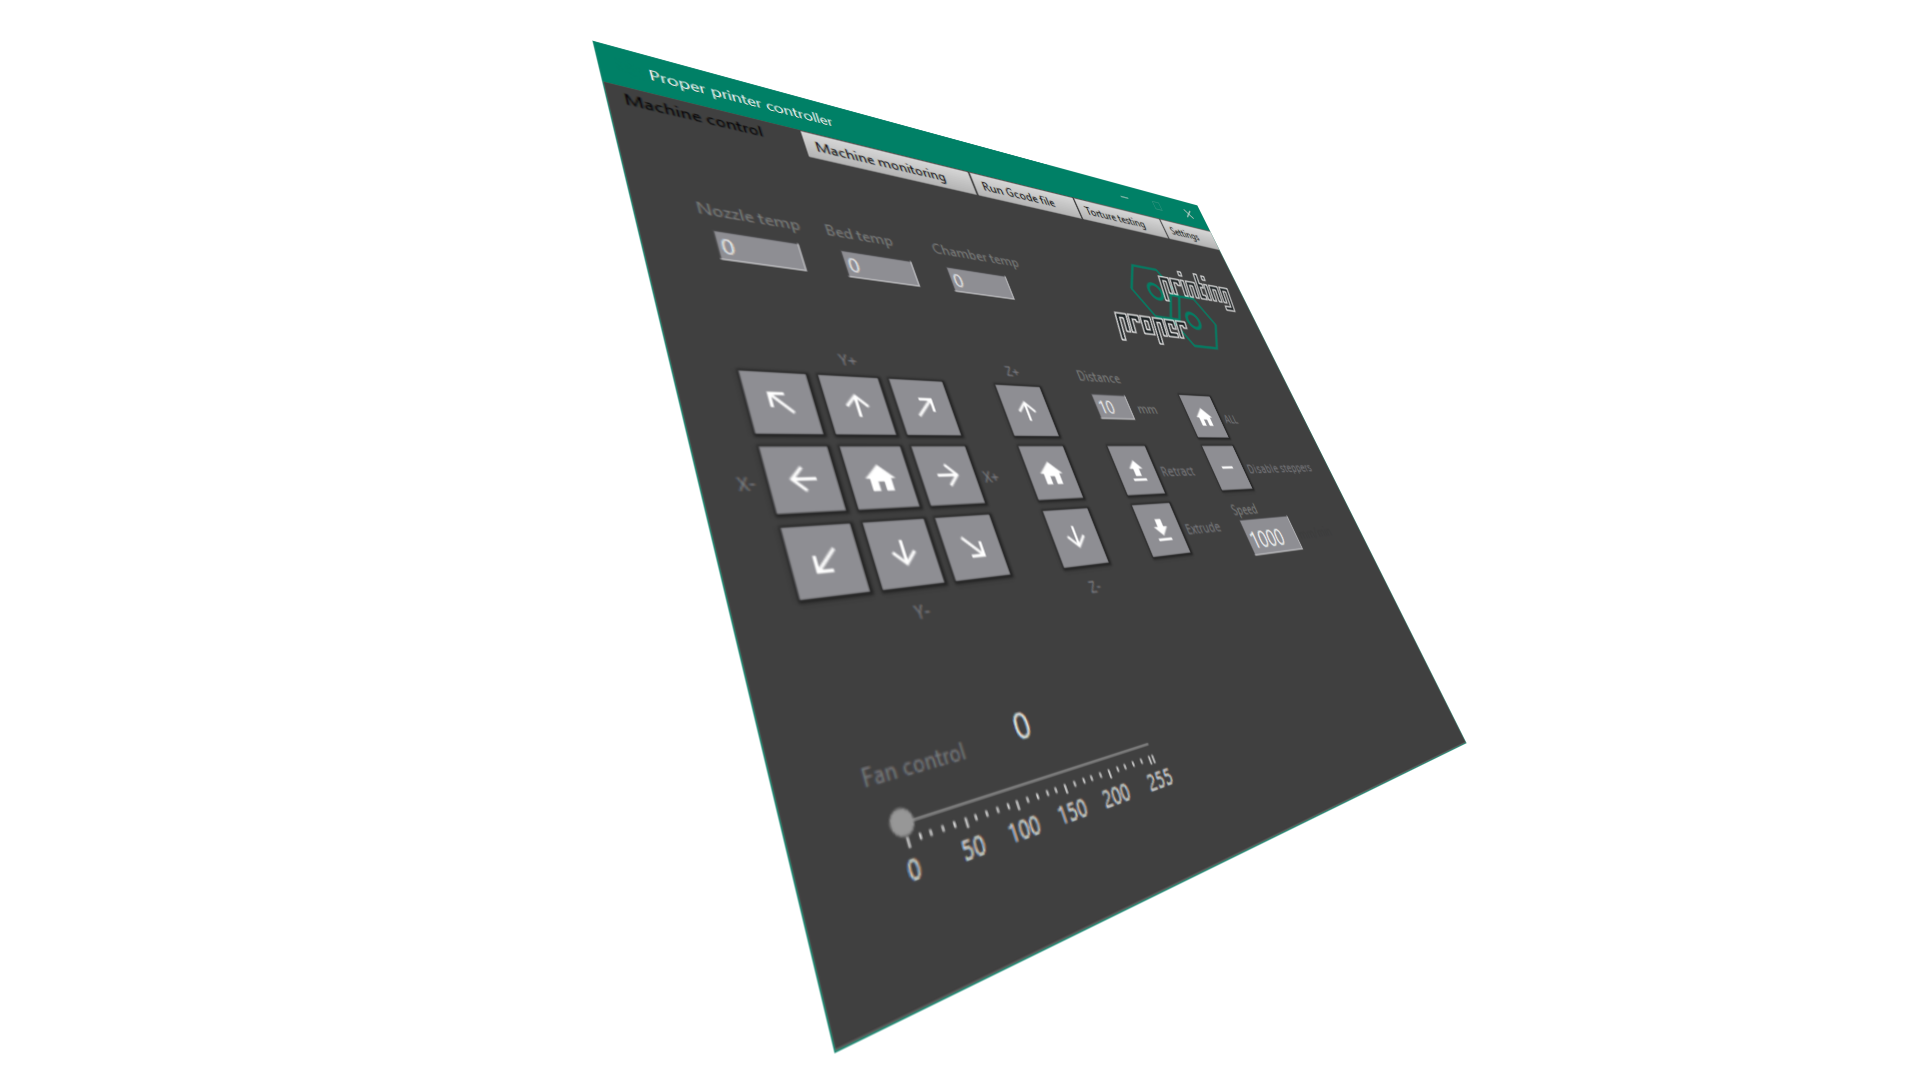 Proper printer controller
X
Machine control
Machine monitoring
Run Gcode file
Torture testing
Settings
Nozzle temp
Bed temp
Chamber temp
0
0
0
printing
proper
Y+
Z+
Distance
10 mm
ALL
X-
X+
Retract
Disable steppers
Extrude
Speed
1000
Y-
Z-
Fan control
0
0 50 100 150 200 255